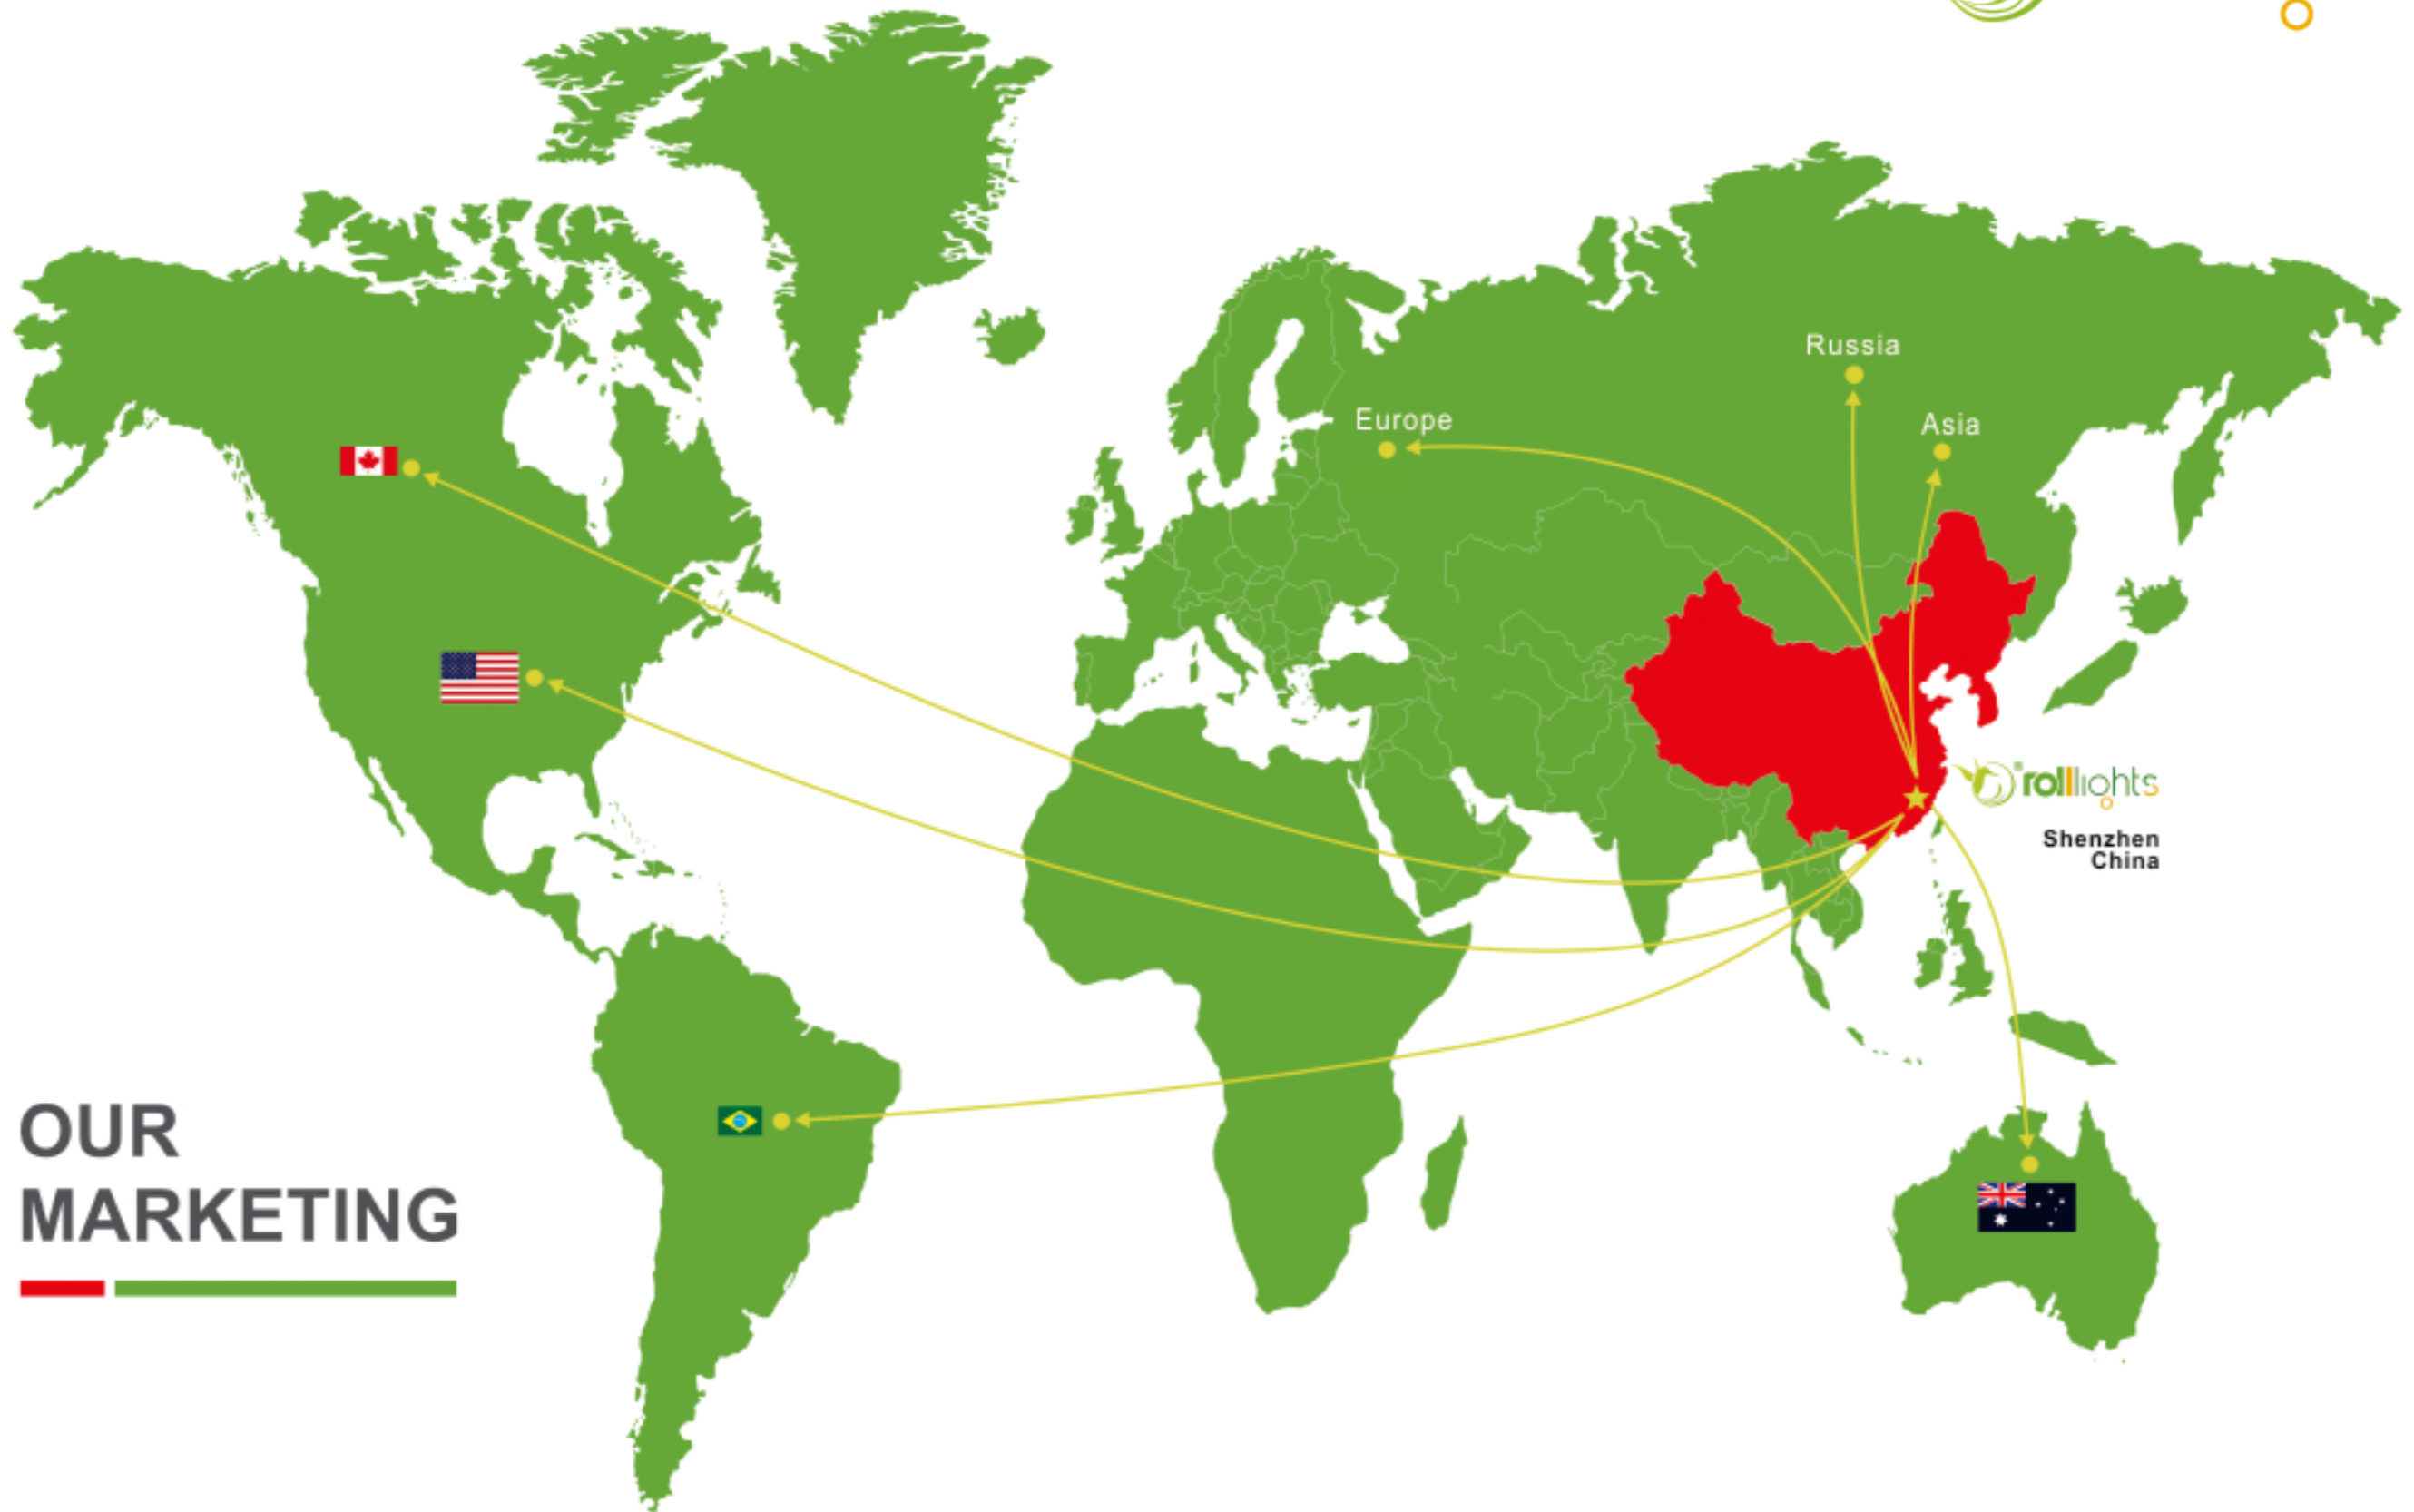 Russia
Europe
Asia
rolllights
Shenzhen
China
OUR
MARKETING